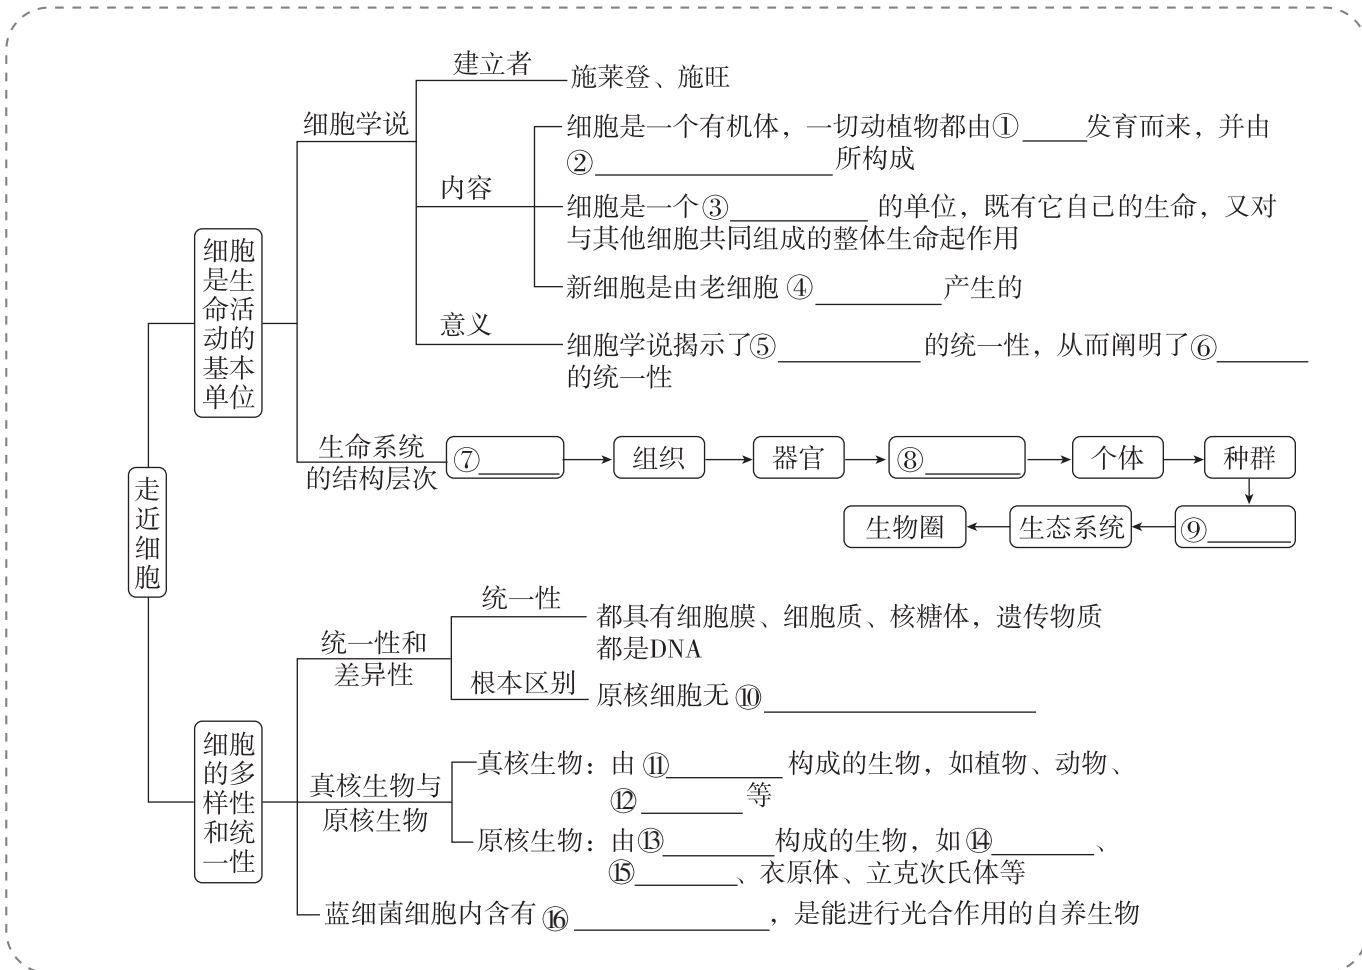 建立者
施莱登、施旺
细胞学说
细胞是一个有机体，一切动植物都由①______发育而来，并由
②______所构成
内容
细胞是一个③______的单位，既有它自己的生命，又对
与其他细胞共同组成的整体生命起作用
新细胞是由老细胞④______产生的
意义
细胞学说揭示了⑤______的统一性，从而阐明了⑥______
的统一性
细胞
是生
命活
动的
基本
单位
生命系统
的结构层次
⑦______
组织
器官
⑧______
个体
种群
⑨______
生态系统
生物圈
走
近
细
胞
统一性
都具有细胞膜、细胞质、核糖体，遗传物质
都是DNA
统一性和
差异性
根本区别
原核细胞无⑩______
细胞
的多
样性
和统
一性
真核生物与
原核生物
真核生物：由⑪______构成的生物，如植物、动物、
⑫______等
原核生物：由⑬______构成的生物，如⑭______、
⑮______、衣原体、立克次氏体等
蓝细菌细胞内含有⑯______，是能进行光合作用的自养生物